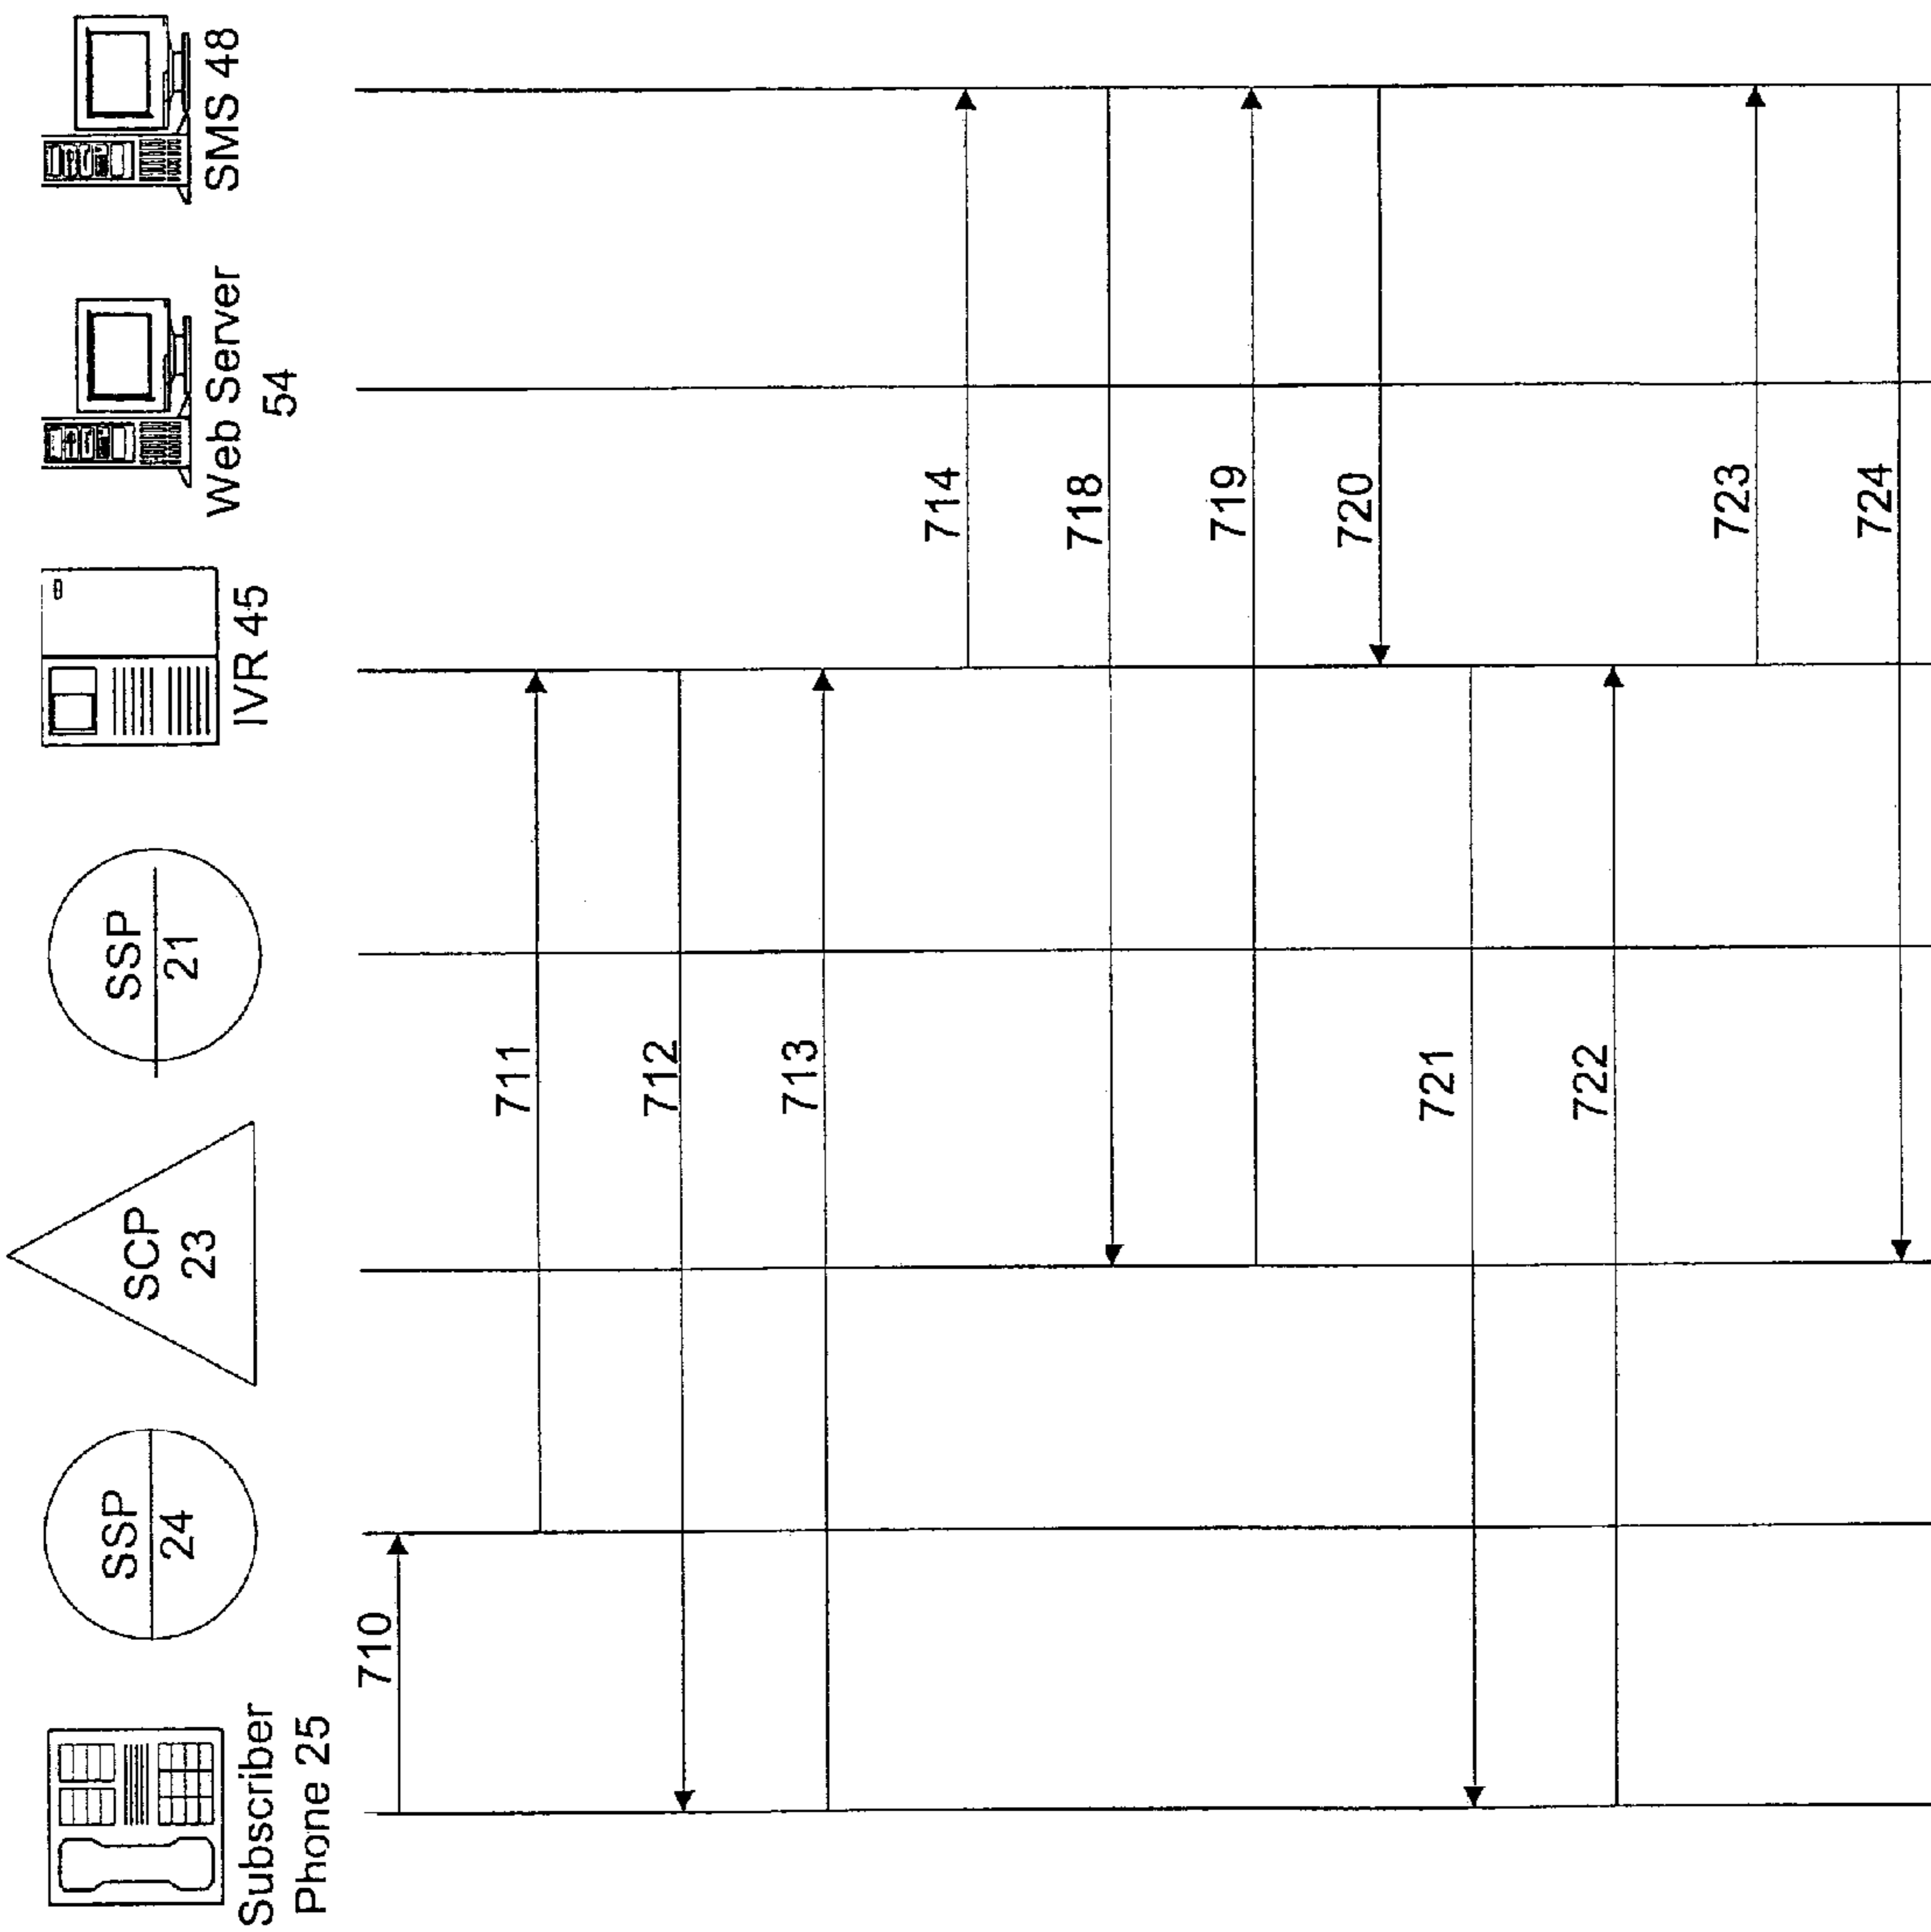 Subscriber
Phone 25
SSP
24
SCP
23
SSP
21
IVR 45
Web Server
54
SMS 48
710
711
712
713
714
718
719
720
721
722
723
724